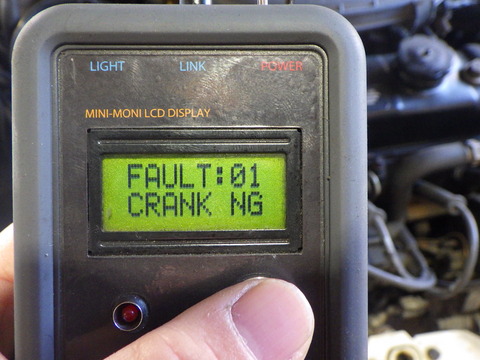 LIGHT LINK POWER
MINI-MONI LCD DISPLAY
FAULT:01
CRANK NG